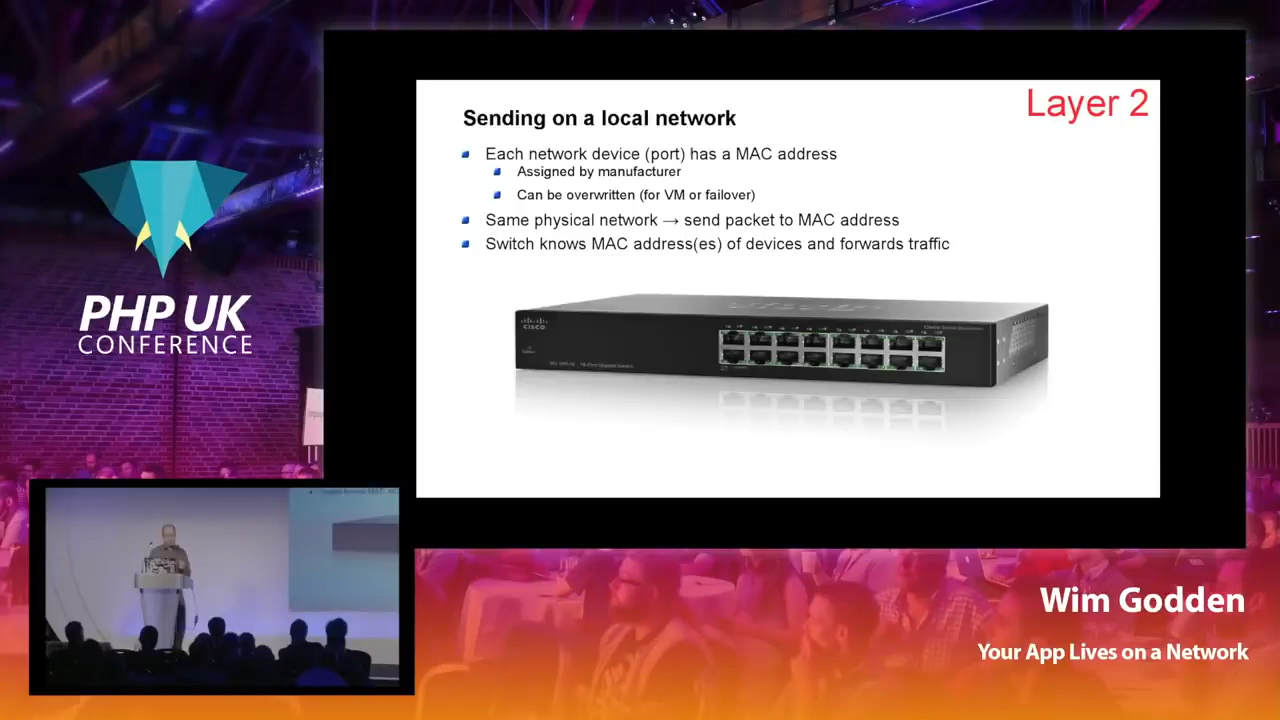 Layer 2
Sending on a local network
Each network device (port) has a MAC address
Assigned by manufacturer
Can be overwritten (for VM or failover)
Same physical network → send packet to MAC address
Switch knows MAC address(es) of devices and forwards traffic
CISCO
PHP UK
CONFERENCE
Wim Godden
Your App Lives on a Network